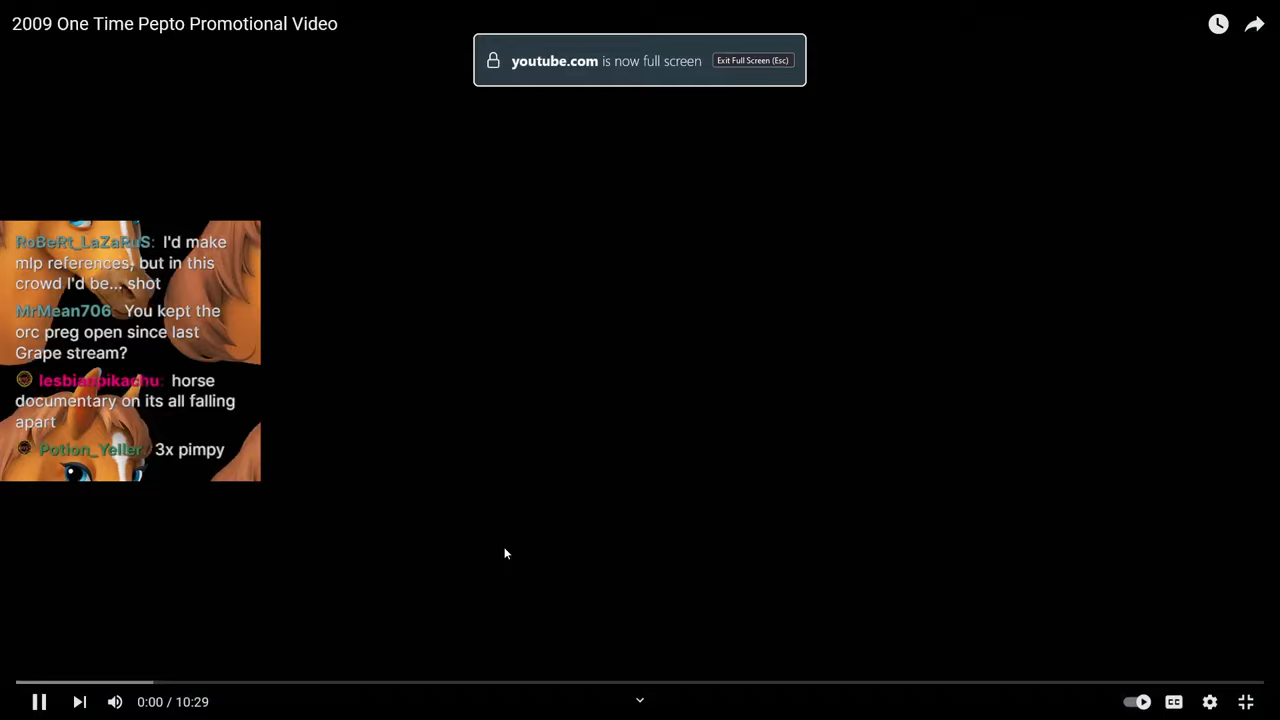 2009 One Time Pepto Promotional Video
youtube.com is now full screen Exit Full Screen (Esc)
RoBeRt_LaZaRuS: I'd make
mlp references, but in this
crowd I'd be... shot
MrMean706: You kept the
orc preg open since last
Grape stream?
lesbianpikachu: horse
documentary on its all falling
apart
Potion_Yeller: 3x pimpy
0:00 / 10:29
CC